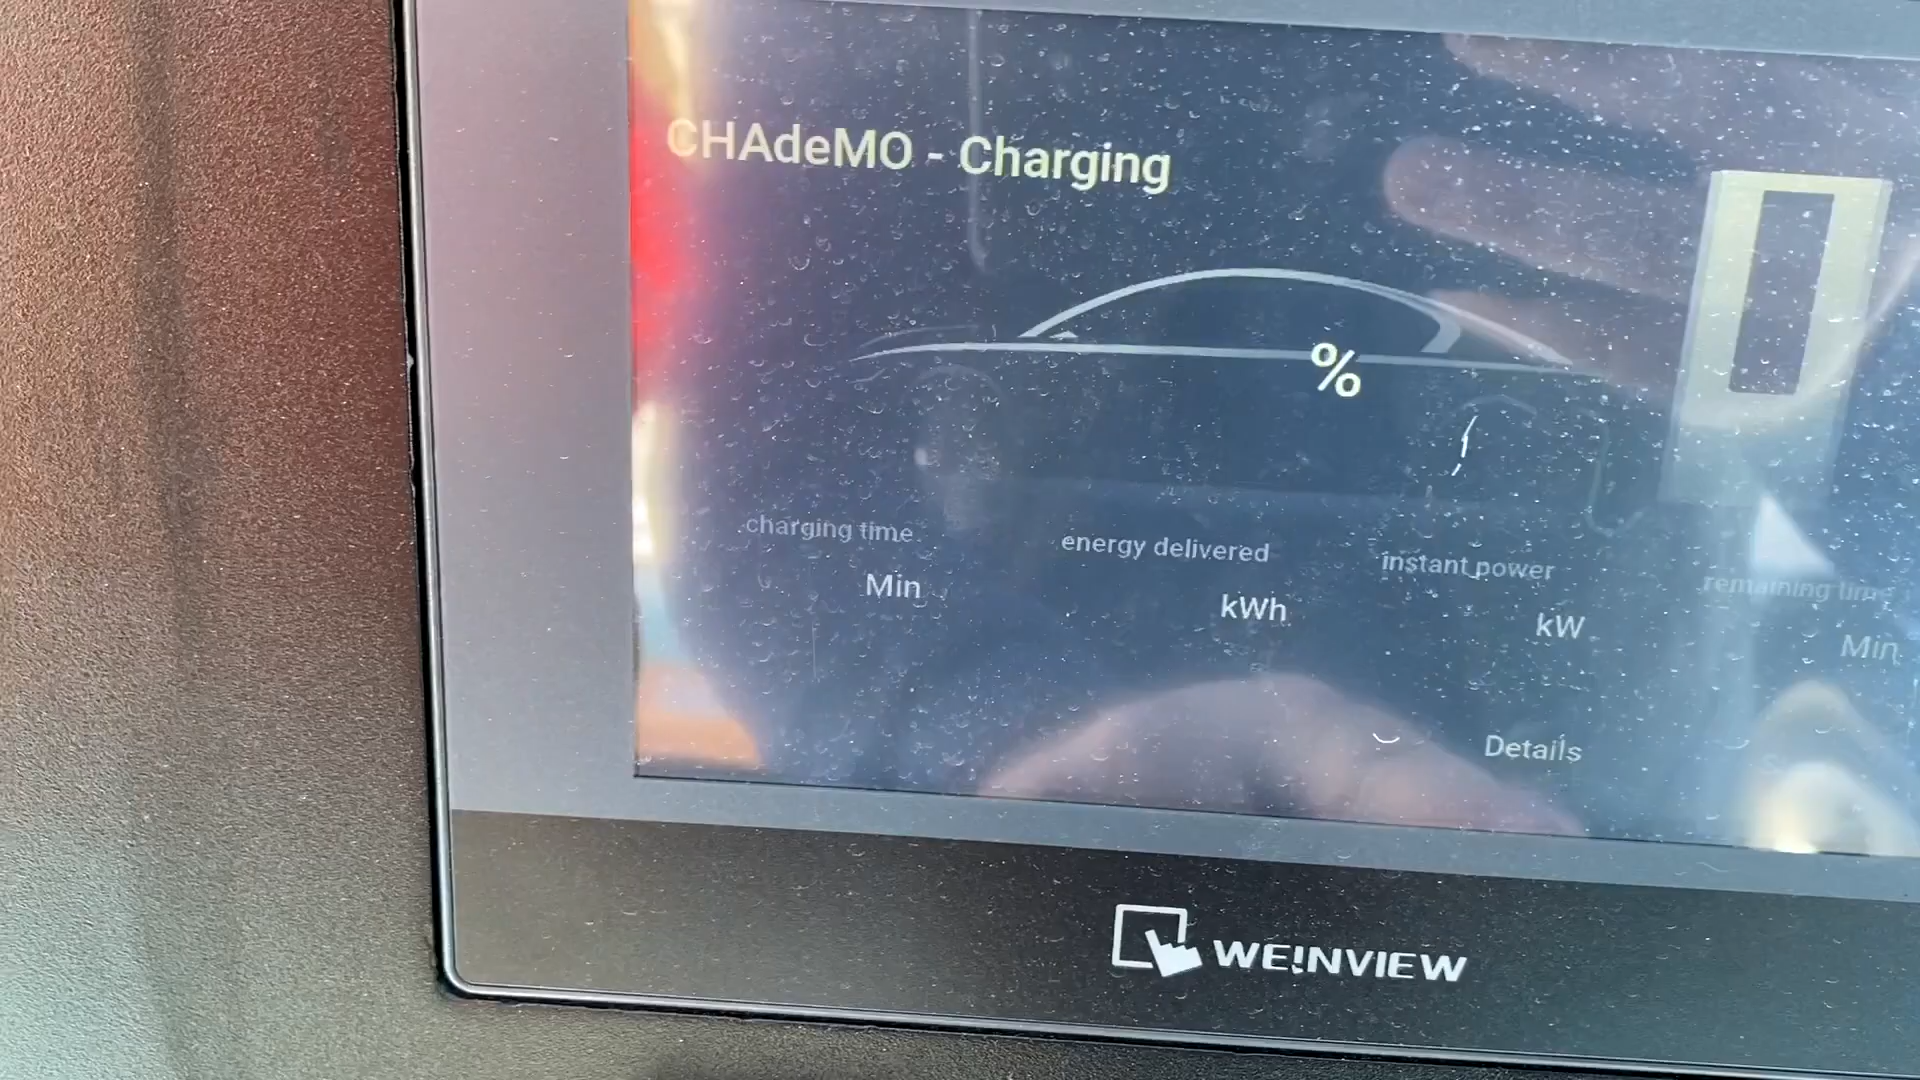 CHAdeMO - Charging
%
charging time
energy delivered
instant power
remaining time
Min
kWh
kW
Min
Details
WE!NVIEW